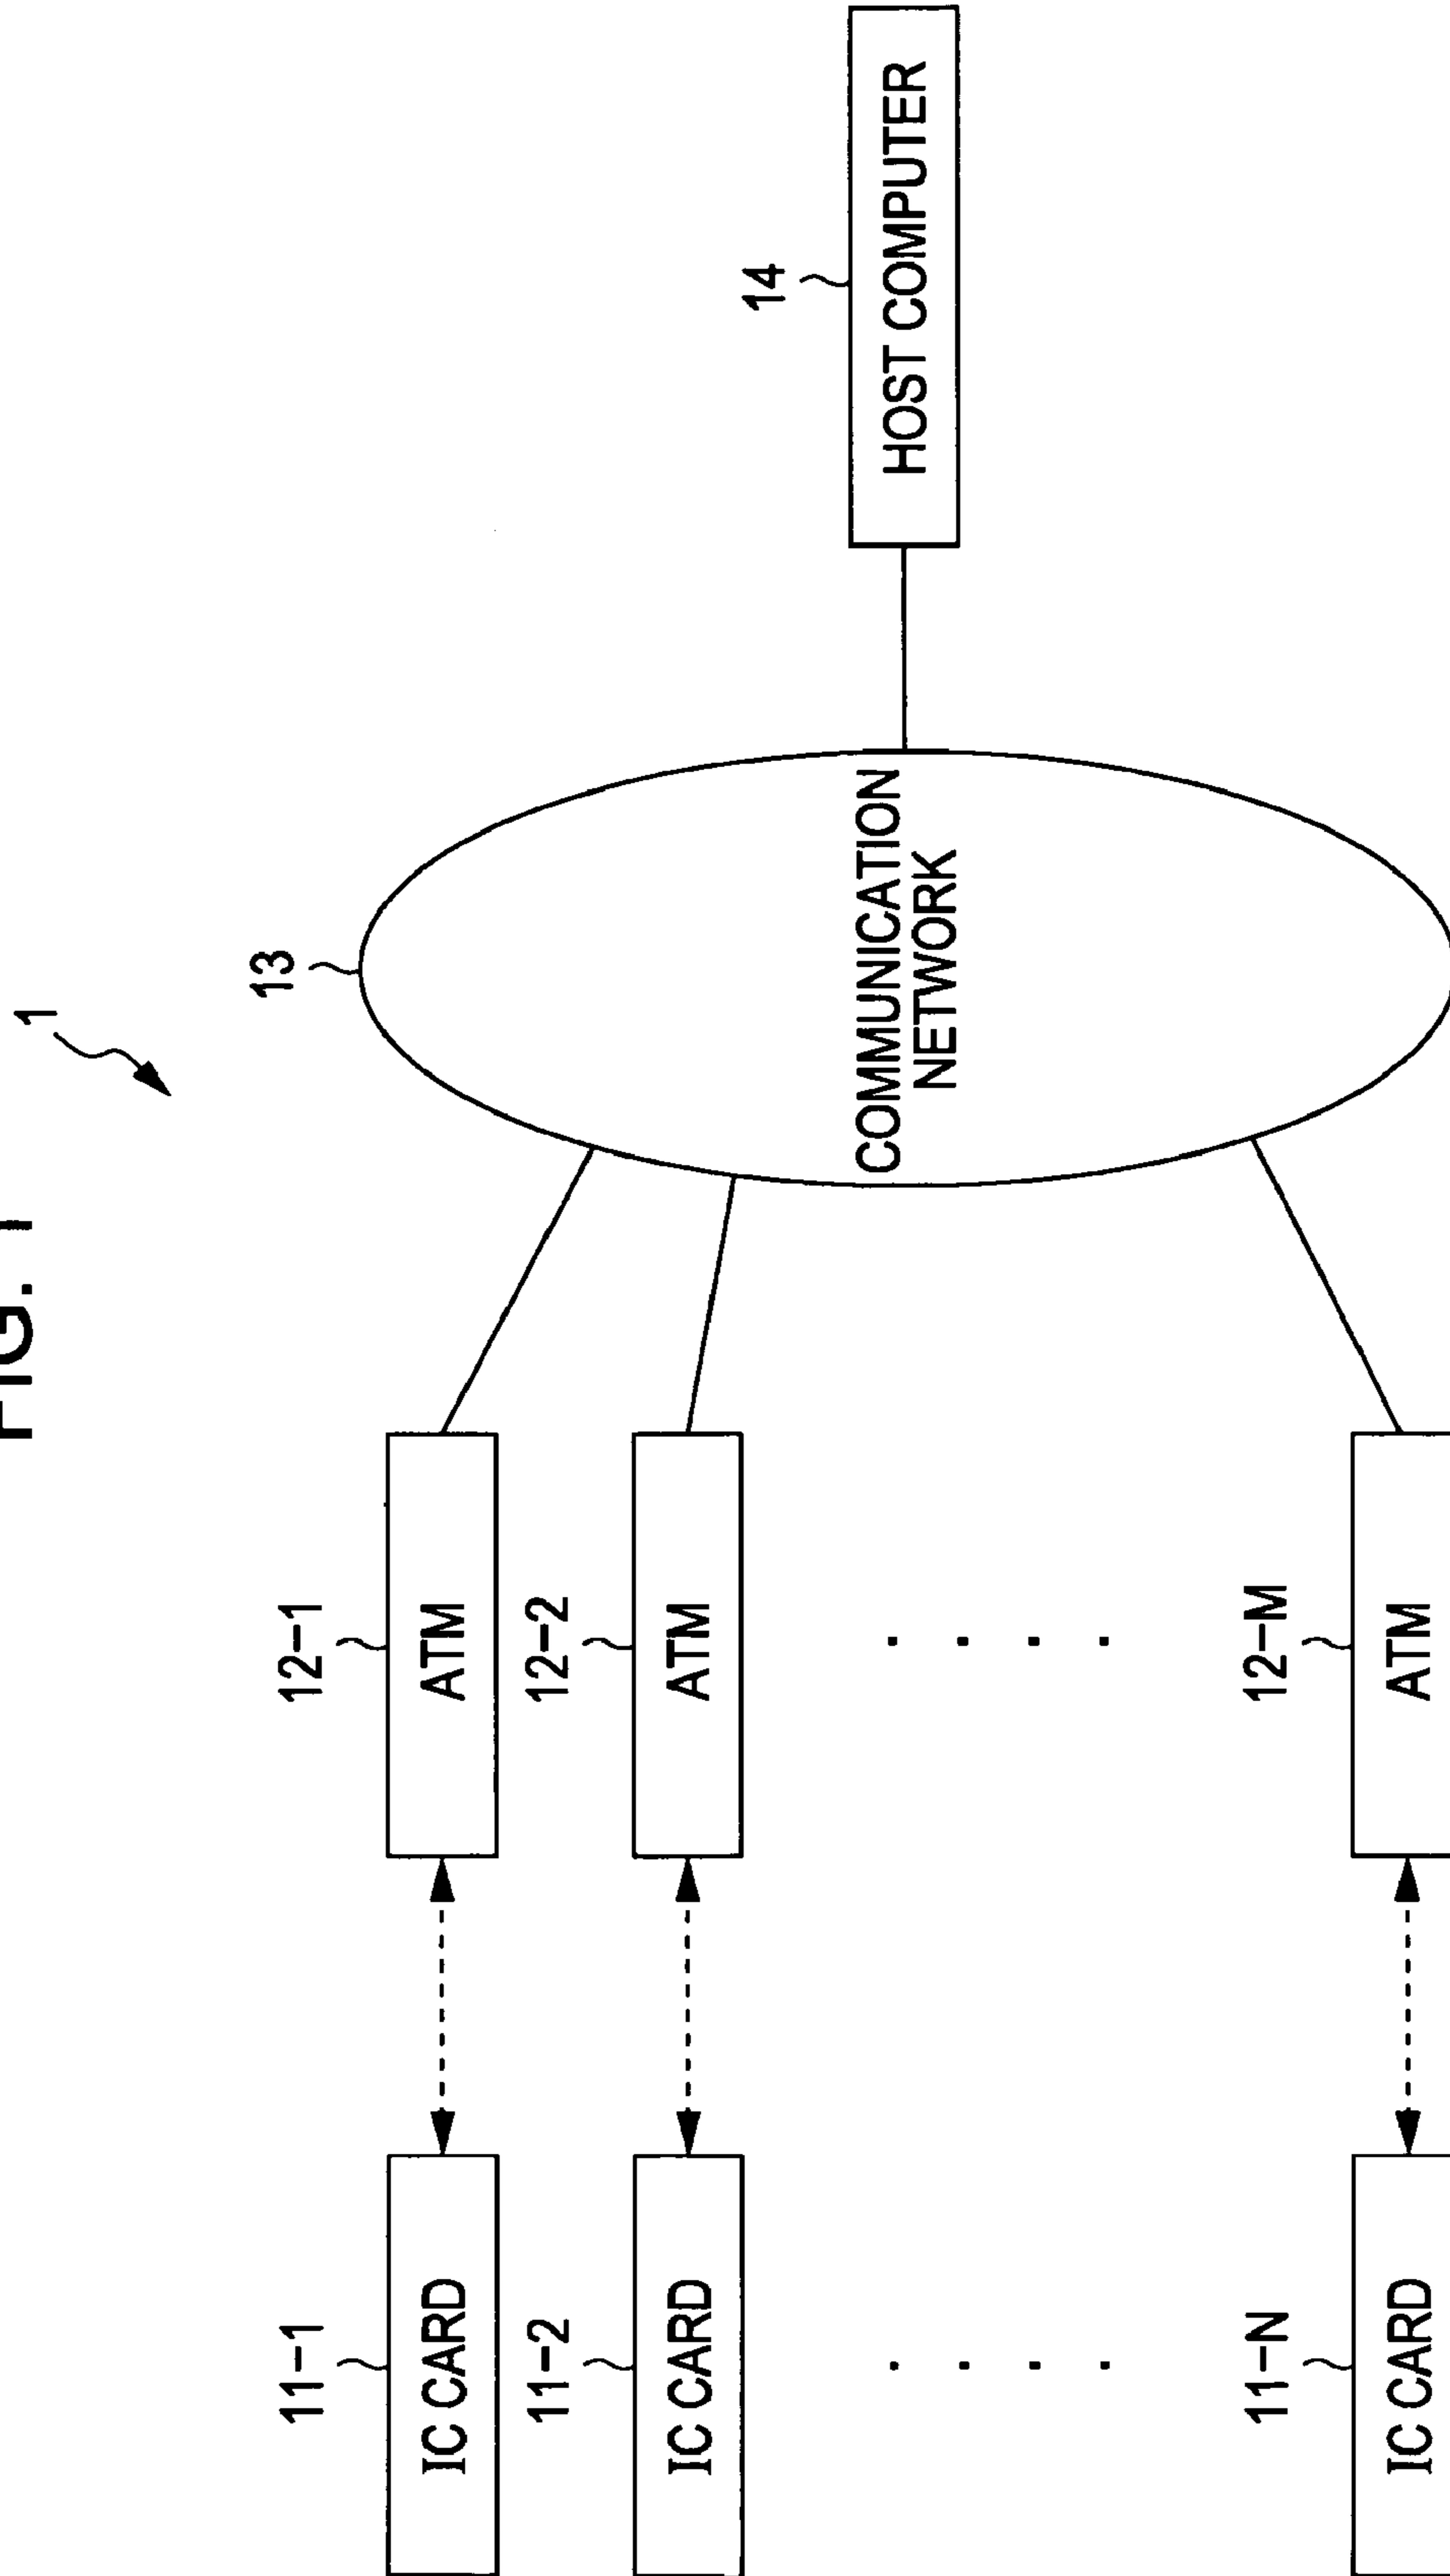 FIG. 1
1
11-1
IC CARD
12-1
ATM
11-2
IC CARD
12-2
ATM
11-N
IC CARD
12-M
ATM
13
COMMUNICATION
NETWORK
14
HOST COMPUTER